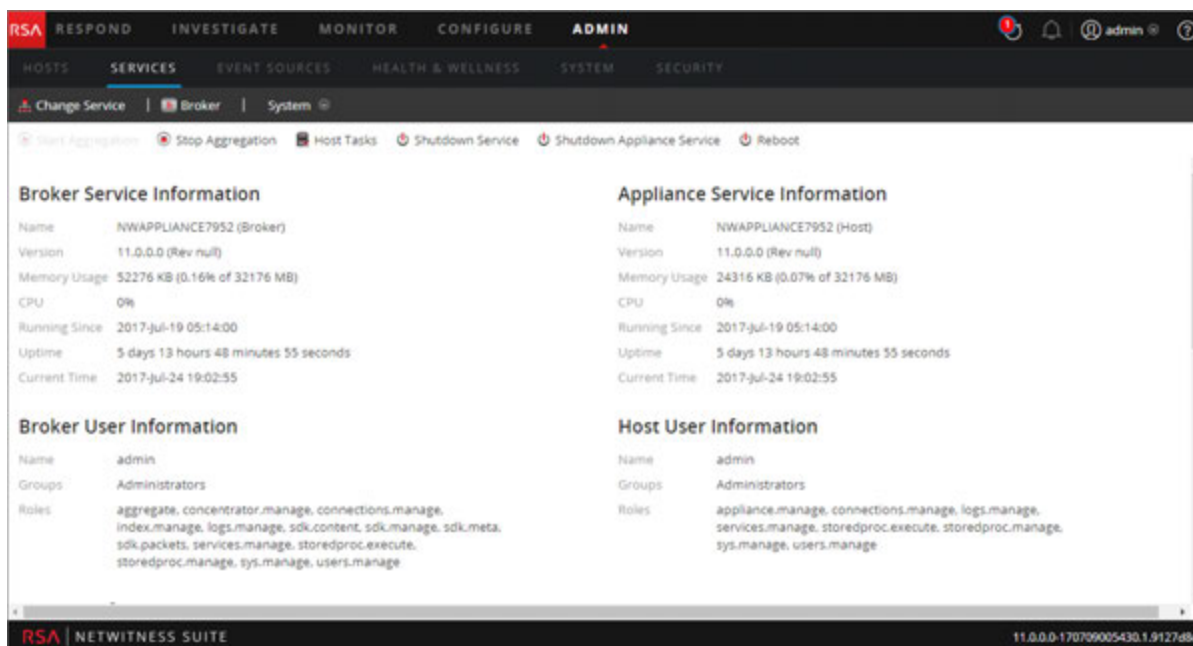 RSA RESPOND INVESTIGATE MONITOR CONFIGURE ADMIN 1 admin ?
HOSTS SERVICES EVENT SOURCES HEALTH & WELLNESS SYSTEM SECURITY
Change Service | Broker | System
Start Aggregation Stop Aggregation Host Tasks Shutdown Service Shutdown Appliance Service Reboot
Broker Service Information
Name NWAPPLIANCE7952 (Broker)
Version 11.0.0.0 (Rev null)
Memory Usage 52276 KB (0.16% of 32176 MB)
CPU 0%
Running Since 2017-Jul-19 05:14:00
Uptime 5 days 13 hours 48 minutes 55 seconds
Current Time 2017-Jul-24 19:02:55
Appliance Service Information
Name NWAPPLIANCE7952 (Host)
Version 11.0.0.0 (Rev null)
Memory Usage 24316 KB (0.07% of 32176 MB)
CPU 0%
Running Since 2017-Jul-19 05:14:00
Uptime 5 days 13 hours 48 minutes 55 seconds
Current Time 2017-Jul-24 19:02:55
Broker User Information
Name admin
Groups Administrators
Roles aggregate, concentrator.manage, connections.manage,
index.manage, logs.manage, sdk.content, sdk.manage, sdk.meta,
sdk.packets, services.manage, storedproc.execute,
storedproc.manage, sys.manage, users.manage
Host User Information
Name admin
Groups Administrators
Roles appliance.manage, connections.manage, logs.manage,
services.manage, storedproc.execute, storedproc.manage,
sys.manage, users.manage
RSA | NETWITNESS SUITE 11.0.0.0-170709005430.1.9127d8